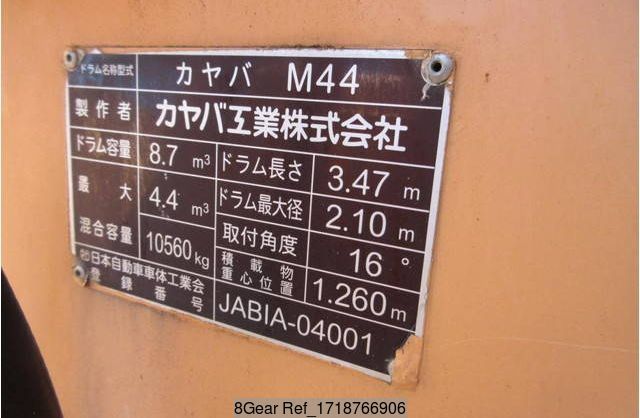 ドラム名称型式 カヤバ M44
製作者 カヤバ工業株式会社
ドラム容量 8.7 m³ ドラム長さ 3.47 m
最大混合容量 4.4 m³ ドラム最大径 2.10 m
10560 kg 取付角度 16°
積載物重心位置 1.260 m
㊓日本自動車車体工業会
登録番号 JABIA-04001
8Gear Ref_1718766906